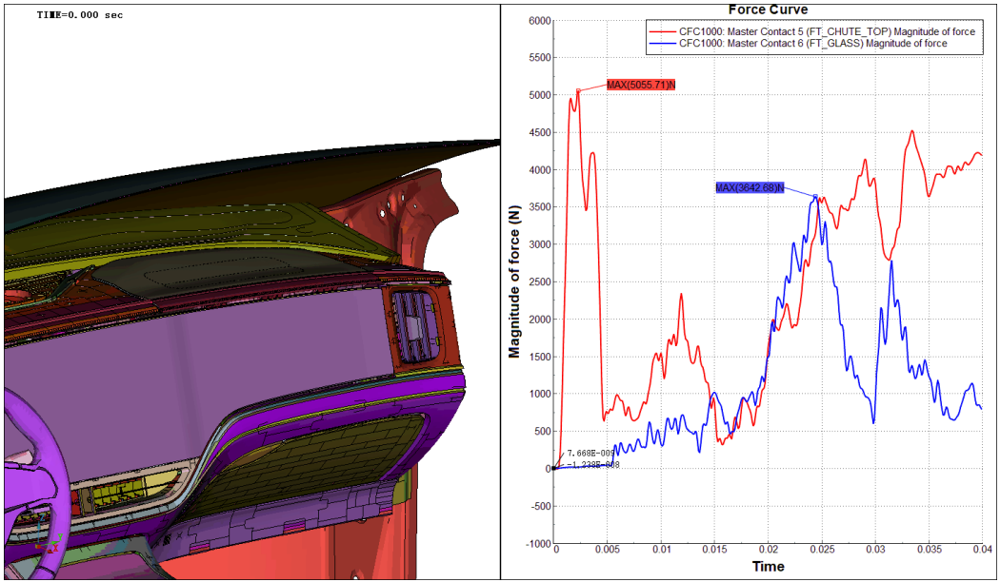 TIME=0.000 sec
Force Curve
CFC1000: Master Contact 5 (FT_CHUTE_TOP) Magnitude of force
CFC1000: Master Contact 6 (FT_GLASS) Magnitude of force
MAX(5055.71)N
MAX(3642.68)N
7.668E-009
-1.238E-008
Magnitude of force (N)
6000
5500
5000
4500
4000
3500
3000
2500
2000
1500
1000
500
0
-500
-1000
0
0.005
0.01
0.015
0.02
0.025
0.03
0.035
0.04
Time